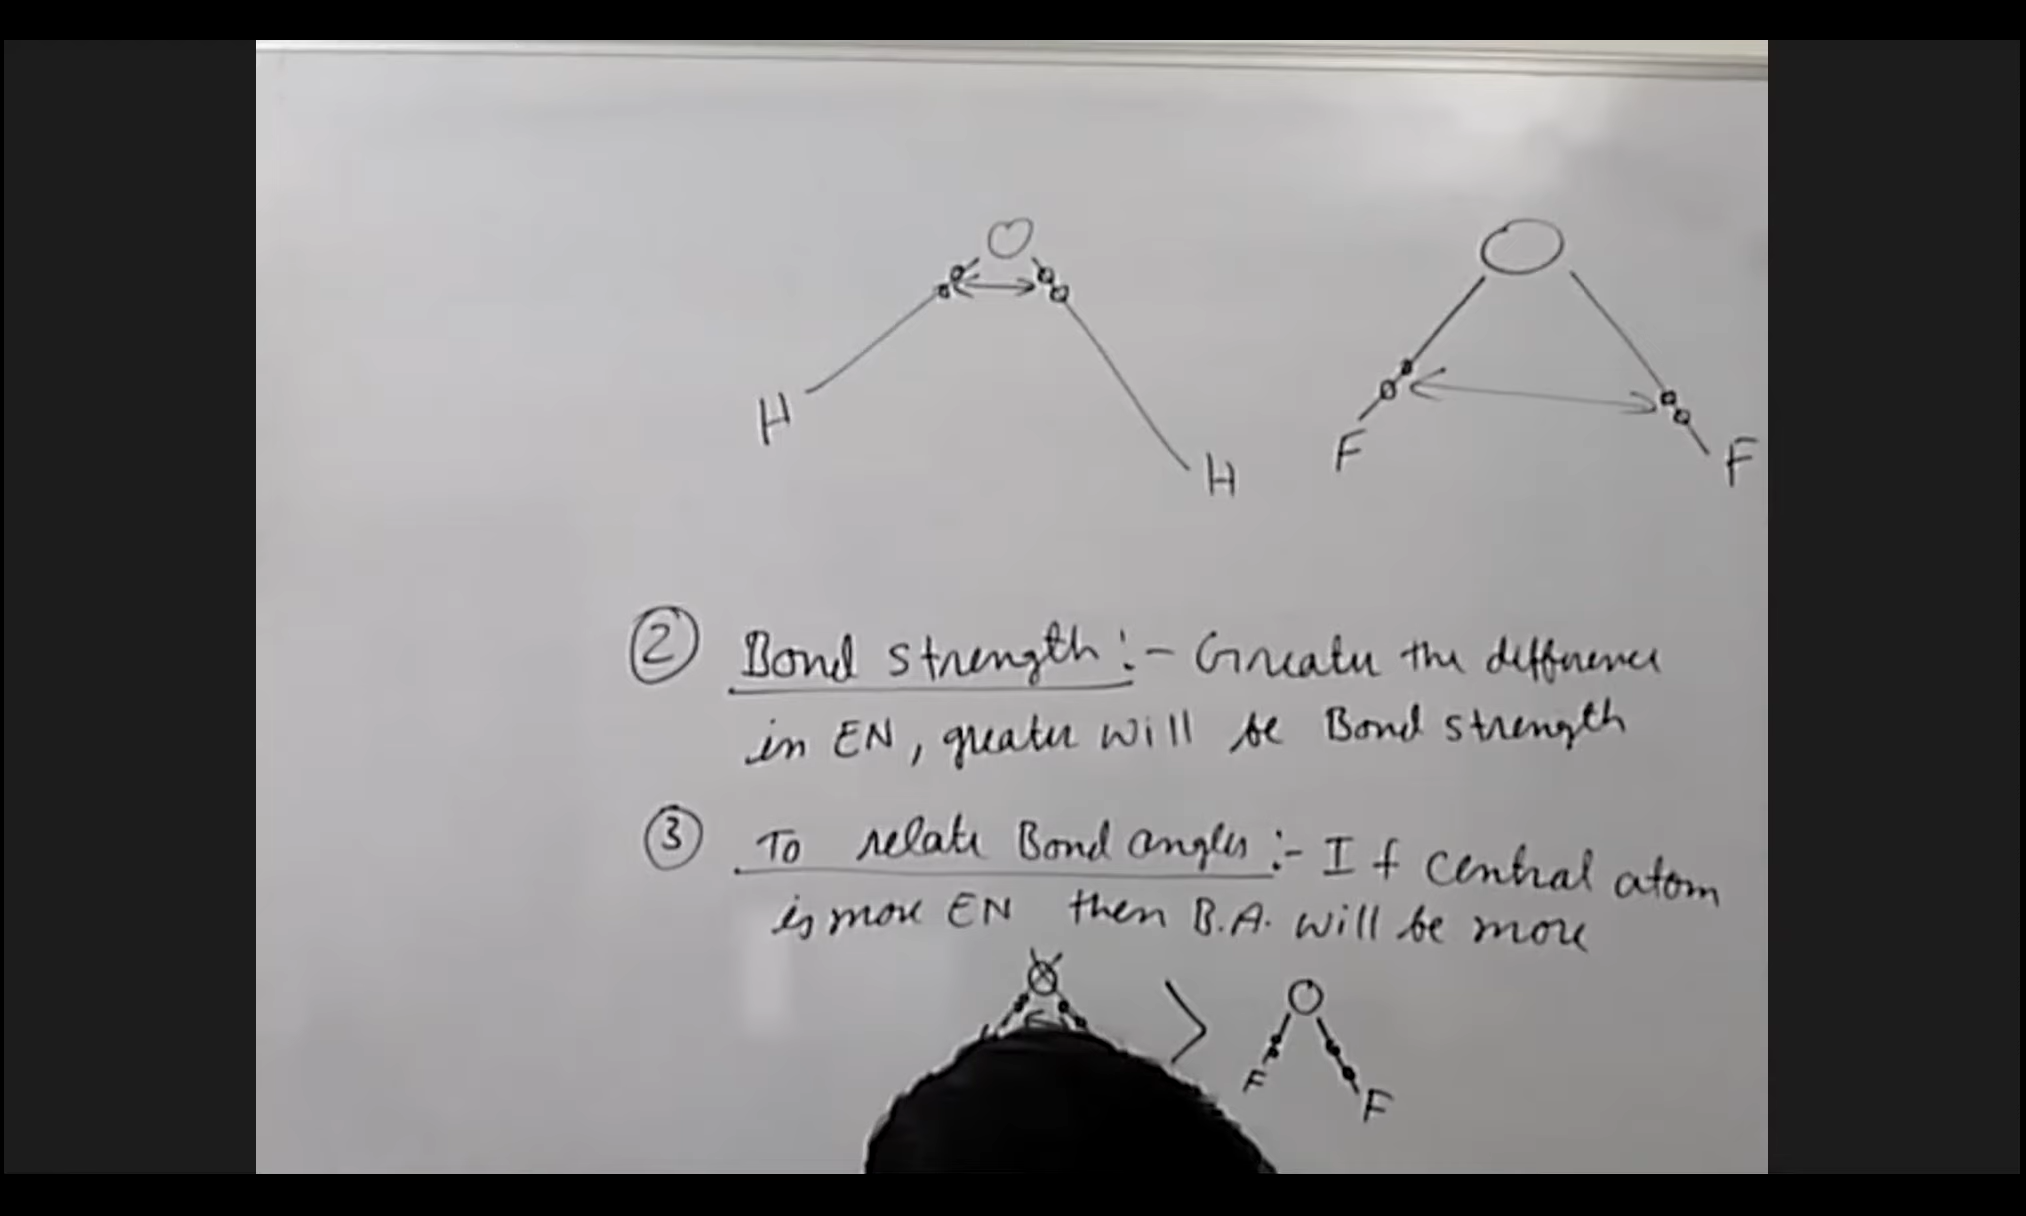 O
O
H
H
F
F
② Bond strength :- Greater the difference
in EN, greater will be Bond strength
③ To relate Bond angles :- If central atom
is more EN then B.A. will be more
> O
F
F